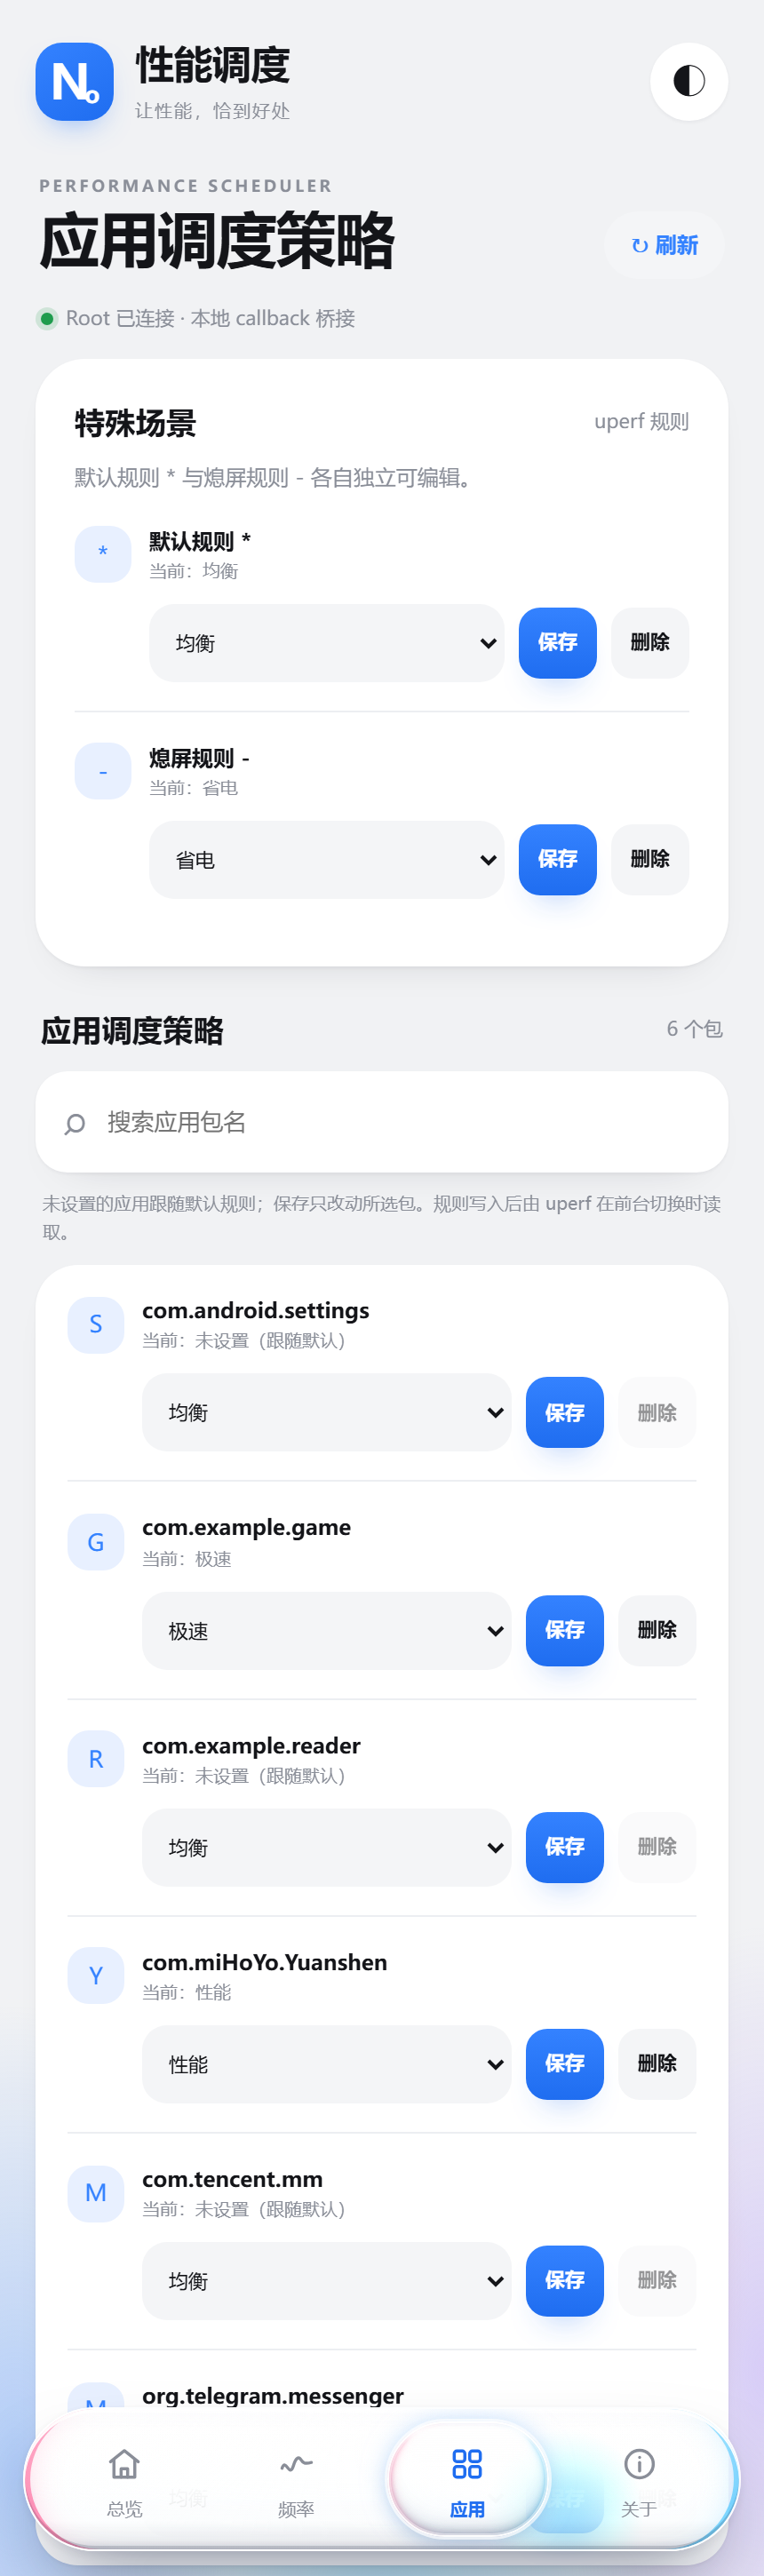 No
性能调度
让性能，恰到好处
PERFORMANCE SCHEDULER
应用调度策略
↻ 刷新
Root 已连接 · 本地 callback 桥接
特殊场景
uperf 规则
默认规则 * 与熄屏规则 - 各自独立可编辑。
*
默认规则 *
当前：均衡
均衡
保存
删除
-
熄屏规则 -
当前：省电
省电
保存
删除
应用调度策略
6 个包
搜索应用包名
未设置的应用跟随默认规则；保存只改动所选包。规则写入后由 uperf 在前台切换时读
取。
S
com.android.settings
当前：未设置（跟随默认）
均衡
保存
删除
G
com.example.game
当前：极速
极速
保存
删除
R
com.example.reader
当前：未设置（跟随默认）
均衡
保存
删除
Y
com.miHoYo.Yuanshen
当前：性能
性能
保存
删除
M
com.tencent.mm
当前：未设置（跟随默认）
均衡
保存
删除
M
org.telegram.messenger
均衡
保存
总览
频率
应用
关于